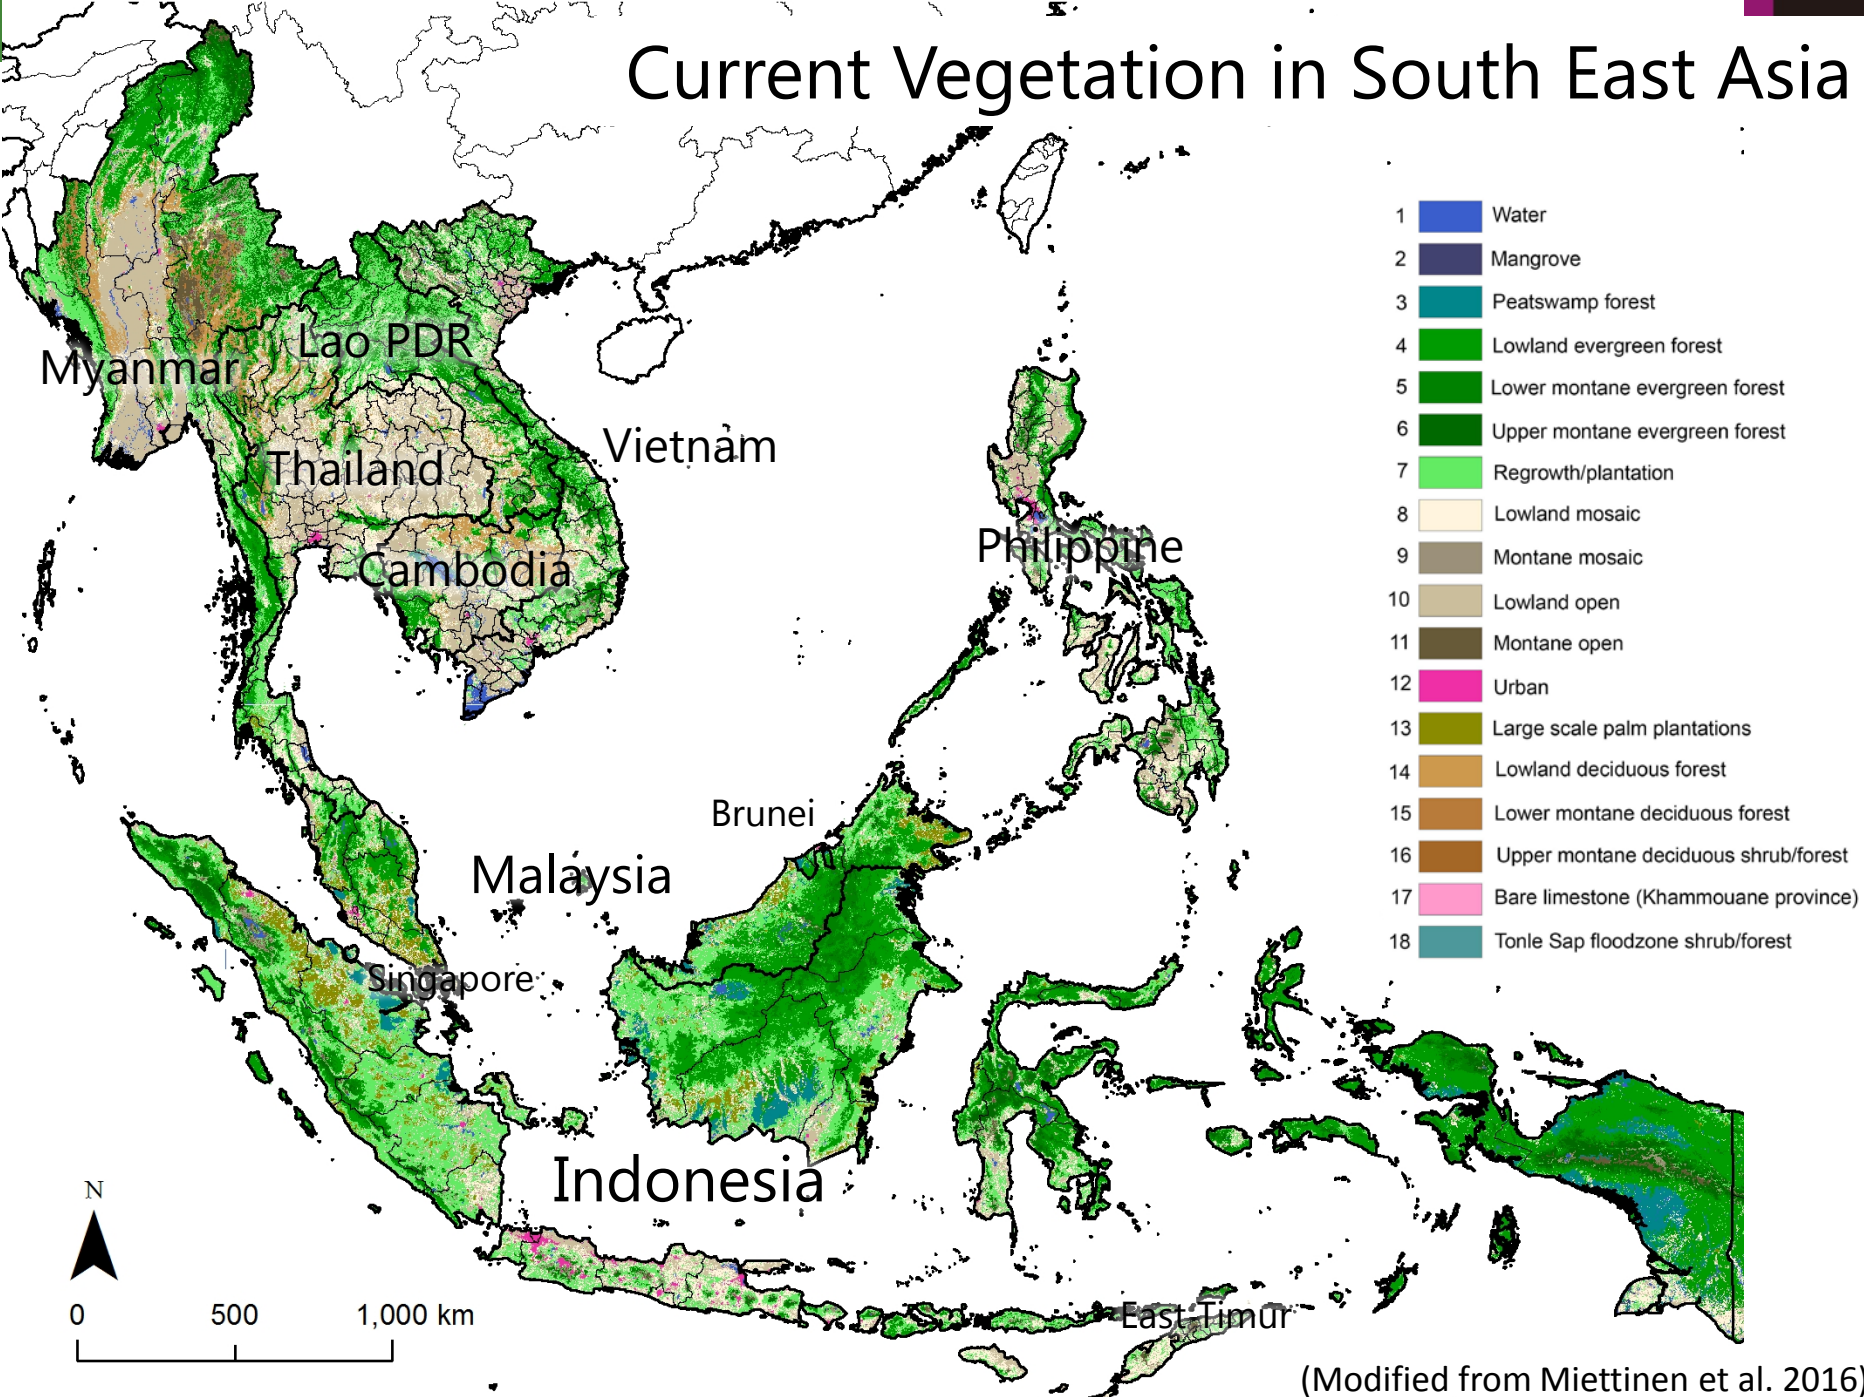 Current Vegetation in South East Asia
1 Water
2 Mangrove
3 Peatswamp forest
4 Lowland evergreen forest
5 Lower montane evergreen forest
6 Upper montane evergreen forest
7 Regrowth/plantation
8 Lowland mosaic
9 Montane mosaic
10 Lowland open
11 Montane open
12 Urban
13 Large scale palm plantations
14 Lowland deciduous forest
15 Lower montane deciduous forest
16 Upper montane deciduous shrub/forest
17 Bare limestone (Khammouane province)
18 Tonle Sap floodzone shrub/forest
Lao PDR
Myanmar
Vietnam
Thailand
Philippine
Cambodia
Brunei
Malaysia
Singapore
Indonesia
East-Timur
N
0 500 1,000 km
(Modified from Miettinen et al. 2016)